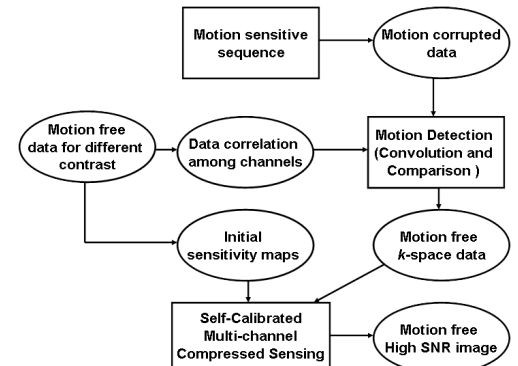 Motion sensitive
sequence
Motion corrupted
data
Motion free
data for different
contrast
Data correlation
among channels
Motion Detection
(Convolution and
Comparison )
Initial
sensitivity maps
Motion free
k-space data
Self-Calibrated
Multi-channel
Compressed Sensing
Motion free
High SNR image